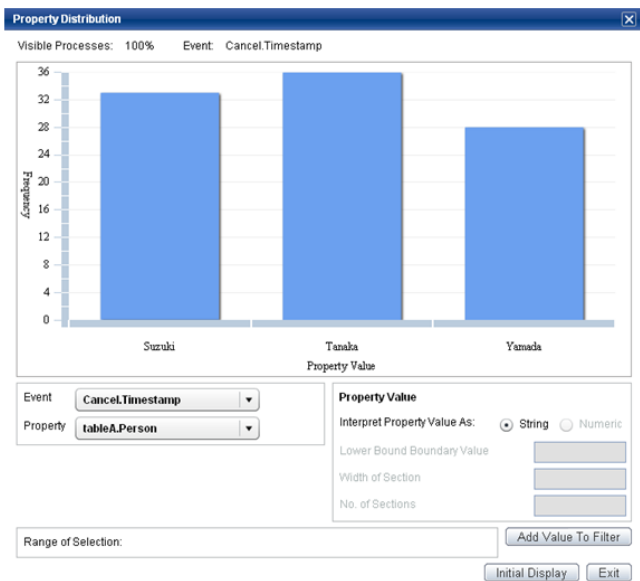 Property Distribution
Visible Processes: 100% Event: Cancel.Timestamp
36
32
28
24
20
16
12
8
4
0
Frequency
Suzuki Tanaka Yamada
Property Value
Event Cancel.Timestamp
Property tableA.Person
Property Value
Interpret Property Value As: String Numeric
Lower Bound Boundary Value
Width of Section
No. of Sections
Range of Selection:
Add Value To Filter
Initial Display Exit